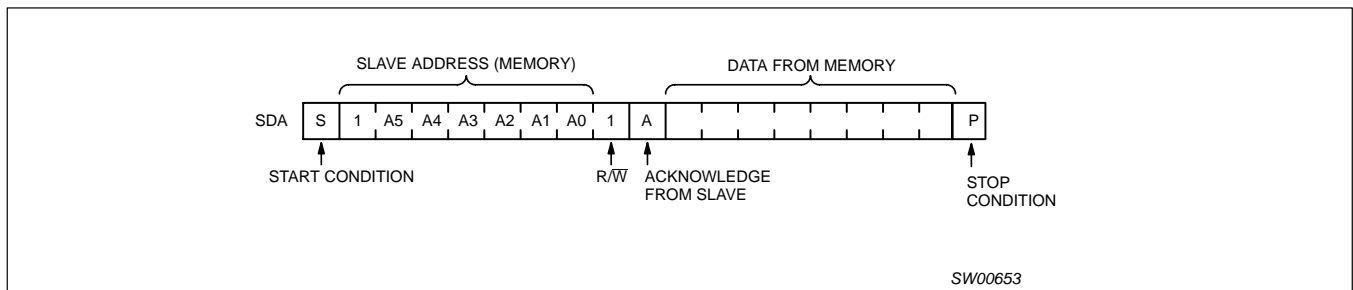 SLAVE ADDRESS (MEMORY) DATA FROM MEMORY
SDA S 1 A5 A4 A3 A2 A1 A0 1 A P
START CONDITION R/W̅ ACKNOWLEDGE
FROM SLAVE
STOP
CONDITION
SW00653